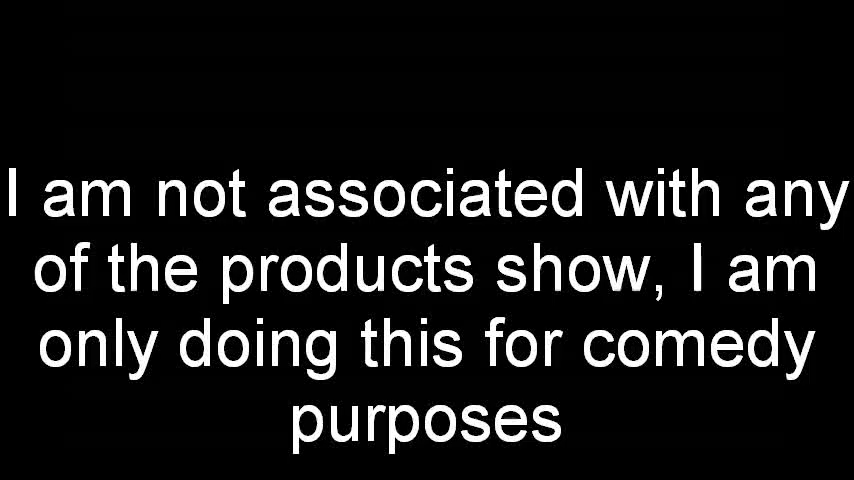 I am not associated with any
of the products show, I am
only doing this for comedy
purposes